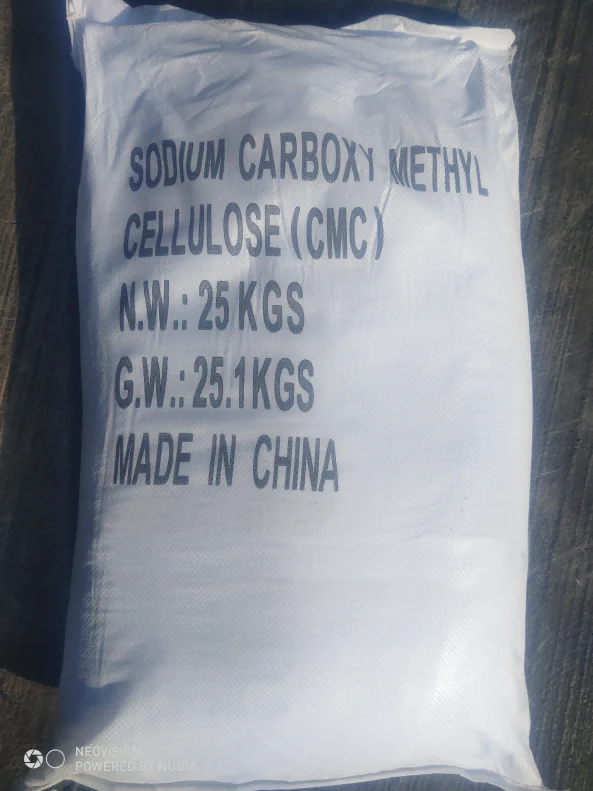 SODIUM CARBOXY METHYL
CELLULOSE (CMC)
N.W.: 25 KGS
G.W.: 25.1KGS
MADE IN CHINA
NEOVISION
POWERED BY NUBIA